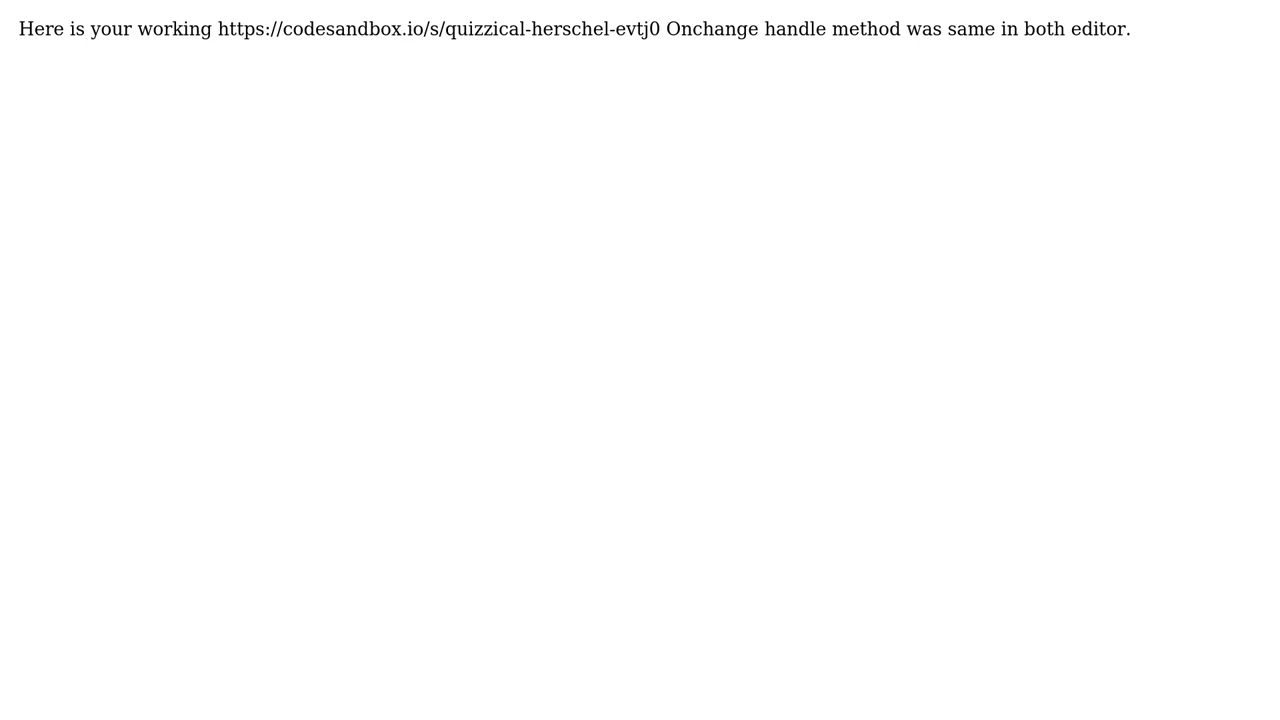 Here is your working https://codesandbox.io/s/quizzical-herschel-evtj0 Onchange handle method was same in both editor.